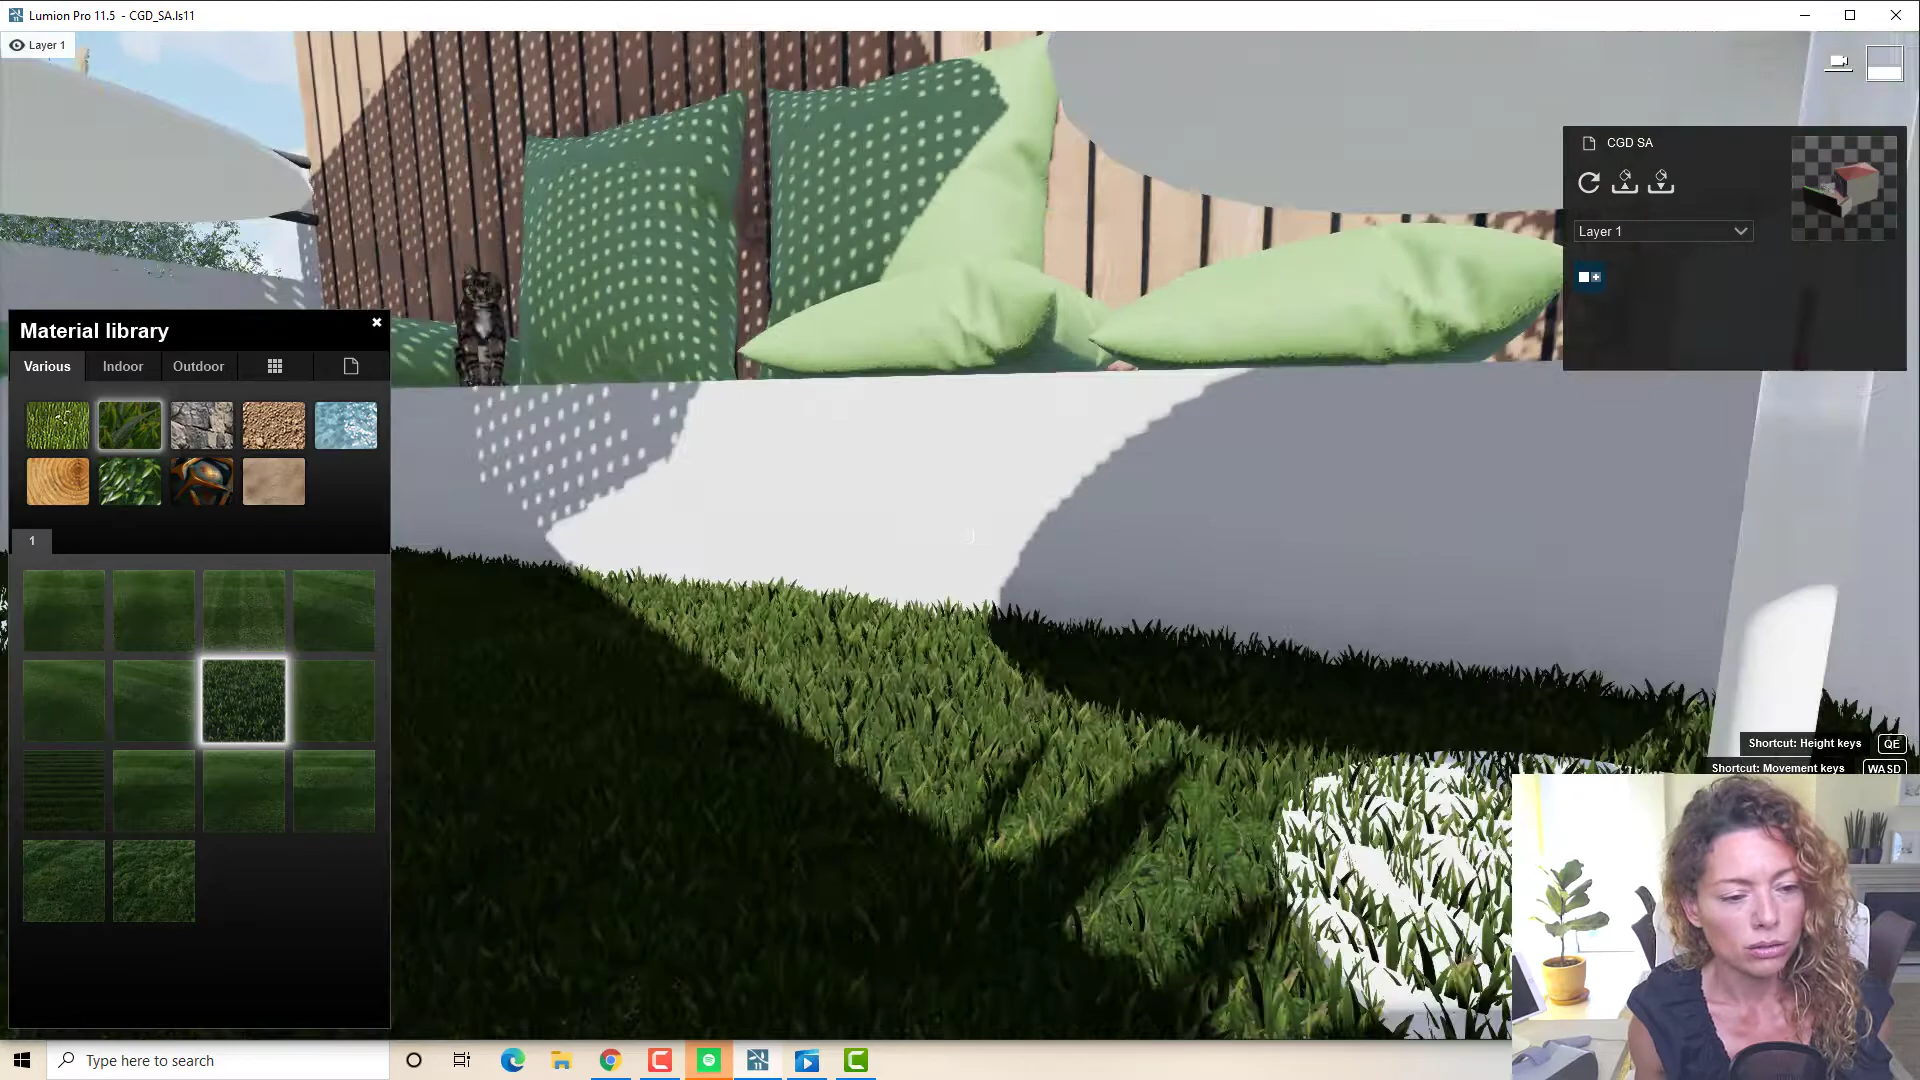 Lumion Pro 11.5 - CGD_SA.ls11
Layer 1
CGD SA
Layer 1
Material library
Various
Indoor
Outdoor
1
Shortcut: Height keys
QE
Shortcut: Movement keys
WASD
Type here to search
11